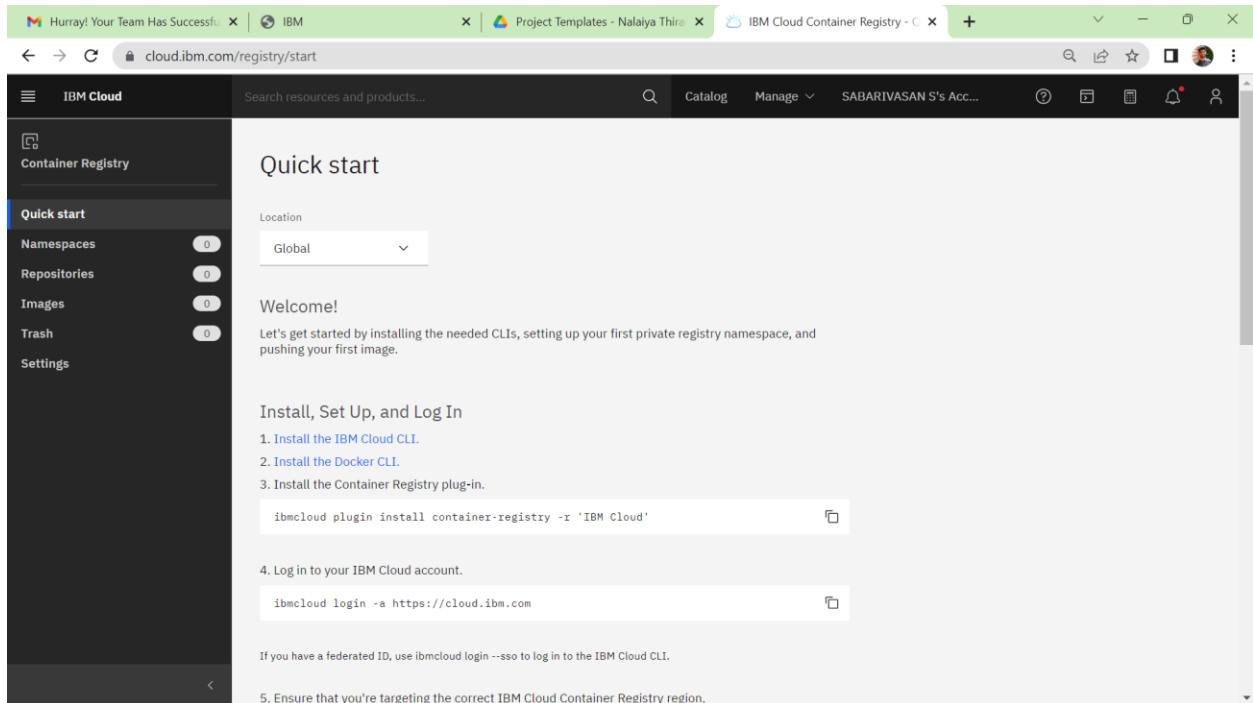 Hurray! Your Team Has Successfu
IBM
Project Templates - Nalaiya Thira
IBM Cloud Container Registry - C
cloud.ibm.com/registry/start
IBM Cloud
Search resources and products...
Catalog
Manage
SABARIVASAN S's Acc...
Container Registry
Quick start
Namespaces 0
Repositories 0
Images 0
Trash 0
Settings
Quick start
Location
Global
Welcome!
Let's get started by installing the needed CLIs, setting up your first private registry namespace, and
pushing your first image.
Install, Set Up, and Log In
1. Install the IBM Cloud CLI.
2. Install the Docker CLI.
3. Install the Container Registry plug-in.
ibmcloud plugin install container-registry -r 'IBM Cloud'
4. Log in to your IBM Cloud account.
ibmcloud login -a https://cloud.ibm.com
If you have a federated ID, use ibmcloud login --sso to log in to the IBM Cloud CLI.
5. Ensure that you're targeting the correct IBM Cloud Container Registry region.